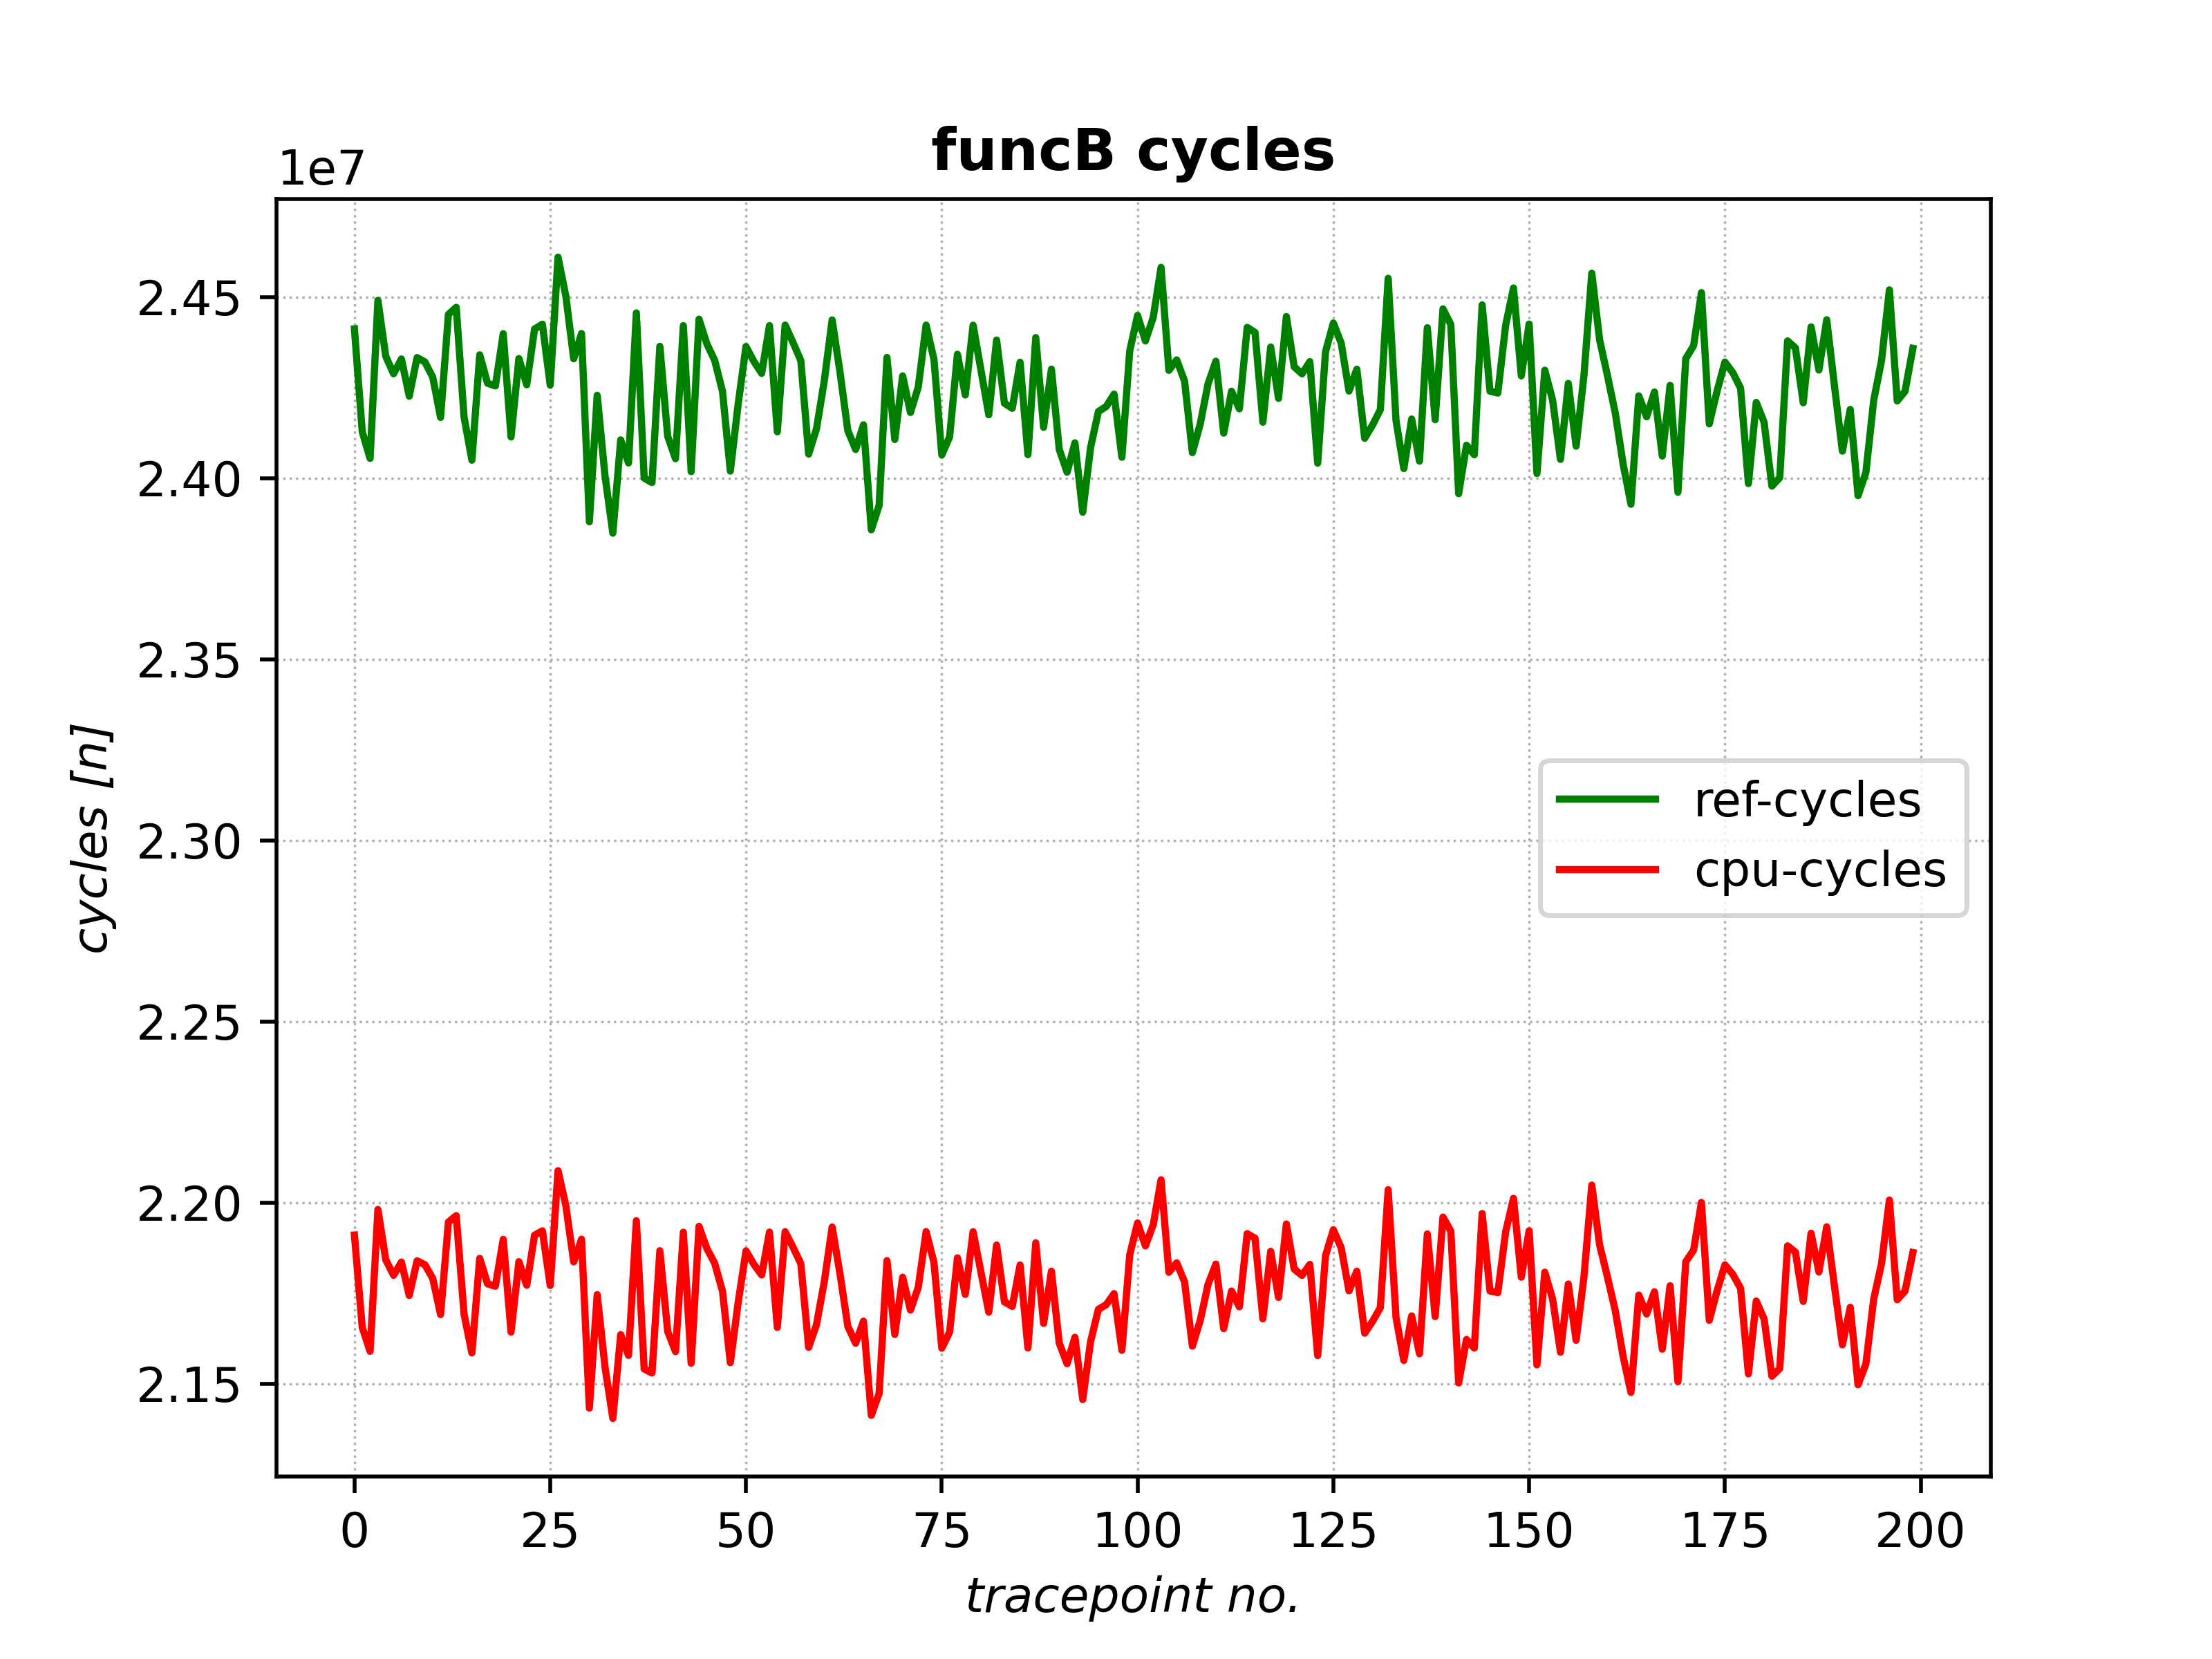 funcB cycles
1e7
2.45
2.40
2.35
2.30
2.25
2.20
2.15
cycles [n]
ref-cycles
cpu-cycles
0 25 50 75 100 125 150 175 200
tracepoint no.